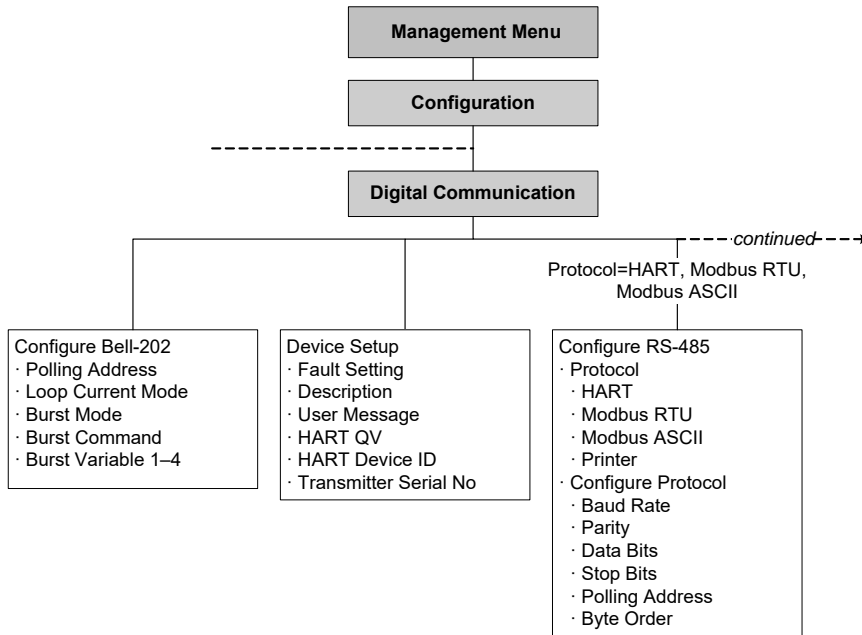 Management Menu
Configuration
Digital Communication
continued
Protocol=HART, Modbus RTU,
Modbus ASCII
Configure Bell-202
· Polling Address
· Loop Current Mode
· Burst Mode
· Burst Command
· Burst Variable 1–4
Device Setup
· Fault Setting
· Description
· User Message
· HART QV
· HART Device ID
· Transmitter Serial No
Configure RS-485
· Protocol
· HART
· Modbus RTU
· Modbus ASCII
· Printer
· Configure Protocol
· Baud Rate
· Parity
· Data Bits
· Stop Bits
· Polling Address
· Byte Order